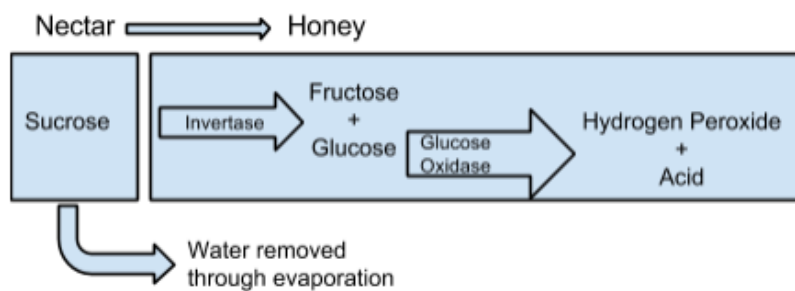 Nectar
Honey
Sucrose
Invertase
Fructose
+
Glucose
Glucose
Oxidase
Hydrogen Peroxide
+
Acid
Water removed
through evaporation